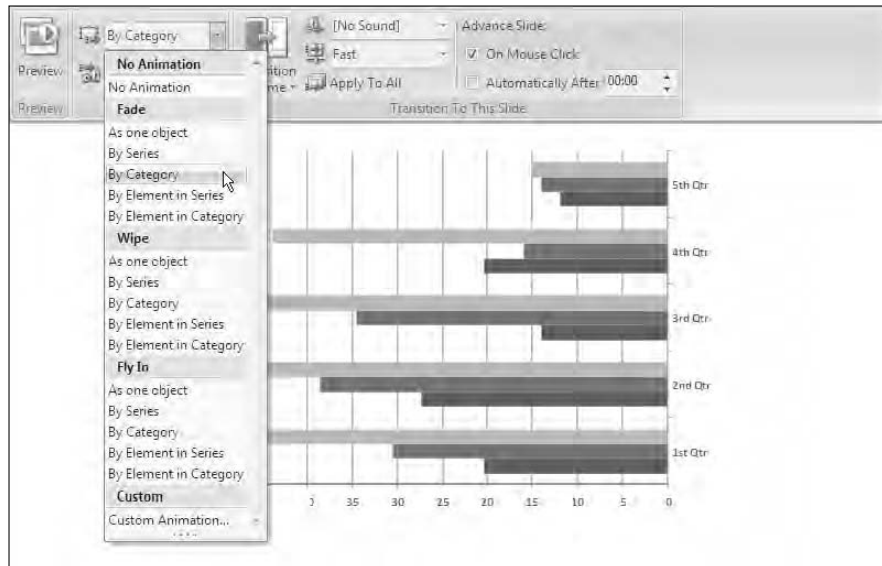 By Category
[No Sound]
Advance Slide:
Fast
On Mouse Click
Preview
Apply To All
Automatically After: 00:00
Preview
Transition To This Slide
No Animation
No Animation
Fade
As one object
By Series
By Category
By Element in Series
By Element in Category
Wipe
As one object
By Series
By Category
By Element in Series
By Element in Category
Fly In
As one object
By Series
By Category
By Element in Series
By Element in Category
Custom
Custom Animation...
5th Qtr
4th Qtr
3rd Qtr
2nd Qtr
1st Qtr
35 30 25 20 15 10 5 0